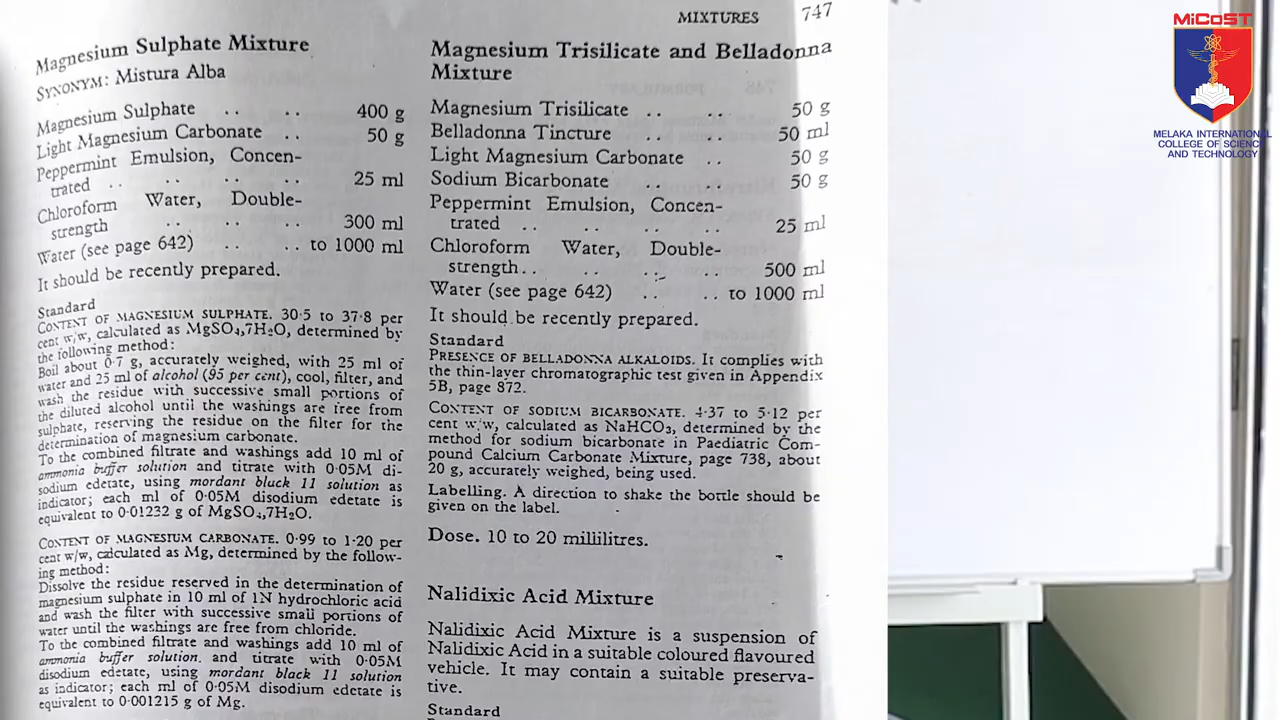 MIXTURES 747
Magnesium Sulphate Mixture
SYNONYM: Mistura Alba
Magnesium Sulphate .. .. 400 g
Light Magnesium Carbonate .. 50 g
Peppermint Emulsion, Concen-
trated .. .. .. .. 25 ml
Chloroform Water, Double-
strength .. .. .. 300 ml
Water (see page 642) .. .. to 1000 ml
It should be recently prepared.
Standard
CONTENT OF MAGNESIUM SULPHATE. 30·5 to 37·8 per
cent w/w, calculated as MgSO₄,7H₂O, determined by
the following method:
Boil about 0·7 g, accurately weighed, with 25 ml of
water and 25 ml of alcohol (95 per cent), cool, filter, and
wash the residue with successive small portions of
the diluted alcohol until the washings are free from
sulphate, reserving the residue on the filter for the
determination of magnesium carbonate.
To the combined filtrate and washings add 10 ml of
ammonia buffer solution and titrate with 0·05M di-
sodium edetate, using mordant black 11 solution as
indicator; each ml of 0·05M disodium edetate is
equivalent to 0·01232 g of MgSO₄,7H₂O.
CONTENT OF MAGNESIUM CARBONATE. 0·99 to 1·20 per
cent w/w, calculated as Mg, determined by the follow-
ing method:
Dissolve the residue reserved in the determination of
magnesium sulphate in 10 ml of 1N hydrochloric acid
and wash the filter with successive small portions of
water until the washings are free from chloride.
To the combined filtrate and washings add 10 ml of
ammonia buffer solution. and titrate with 0·05M
disodium edetate, using mordant black 11 solution
as indicator; each ml of 0·05M disodium edetate is
equivalent to 0·001215 g of Mg.
Magnesium Trisilicate and Belladonna
Mixture
Magnesium Trisilicate .. .. 50 g
Belladonna Tincture .. .. 50 ml
Light Magnesium Carbonate .. 50 g
Sodium Bicarbonate .. .. 50 g
Peppermint Emulsion, Concen-
trated .. .. .. .. 25 ml
Chloroform Water, Double-
strength .. .. .. .. 500 ml
Water (see page 642) .. .. to 1000 ml
It should be recently prepared.
Standard
PRESENCE OF BELLADONNA ALKALOIDS. It complies with
the thin-layer chromatographic test given in Appendix
5B, page 872.
CONTENT OF SODIUM BICARBONATE. 4·37 to 5·12 per
cent w/w, calculated as NaHCO₃, determined by the
method for sodium bicarbonate in Paediatric Com-
pound Calcium Carbonate Mixture, page 738, about
20 g, accurately weighed, being used.
Labelling. A direction to shake the bottle should be
given on the label.
Dose. 10 to 20 millilitres.
Nalidixic Acid Mixture
Nalidixic Acid Mixture is a suspension of
Nalidixic Acid in a suitable coloured flavoured
vehicle. It may contain a suitable preserva-
tive.
Standard
MiCoST
MELAKA INTERNATIONAL
COLLEGE OF SCIENCE
AND TECHNOLOGY